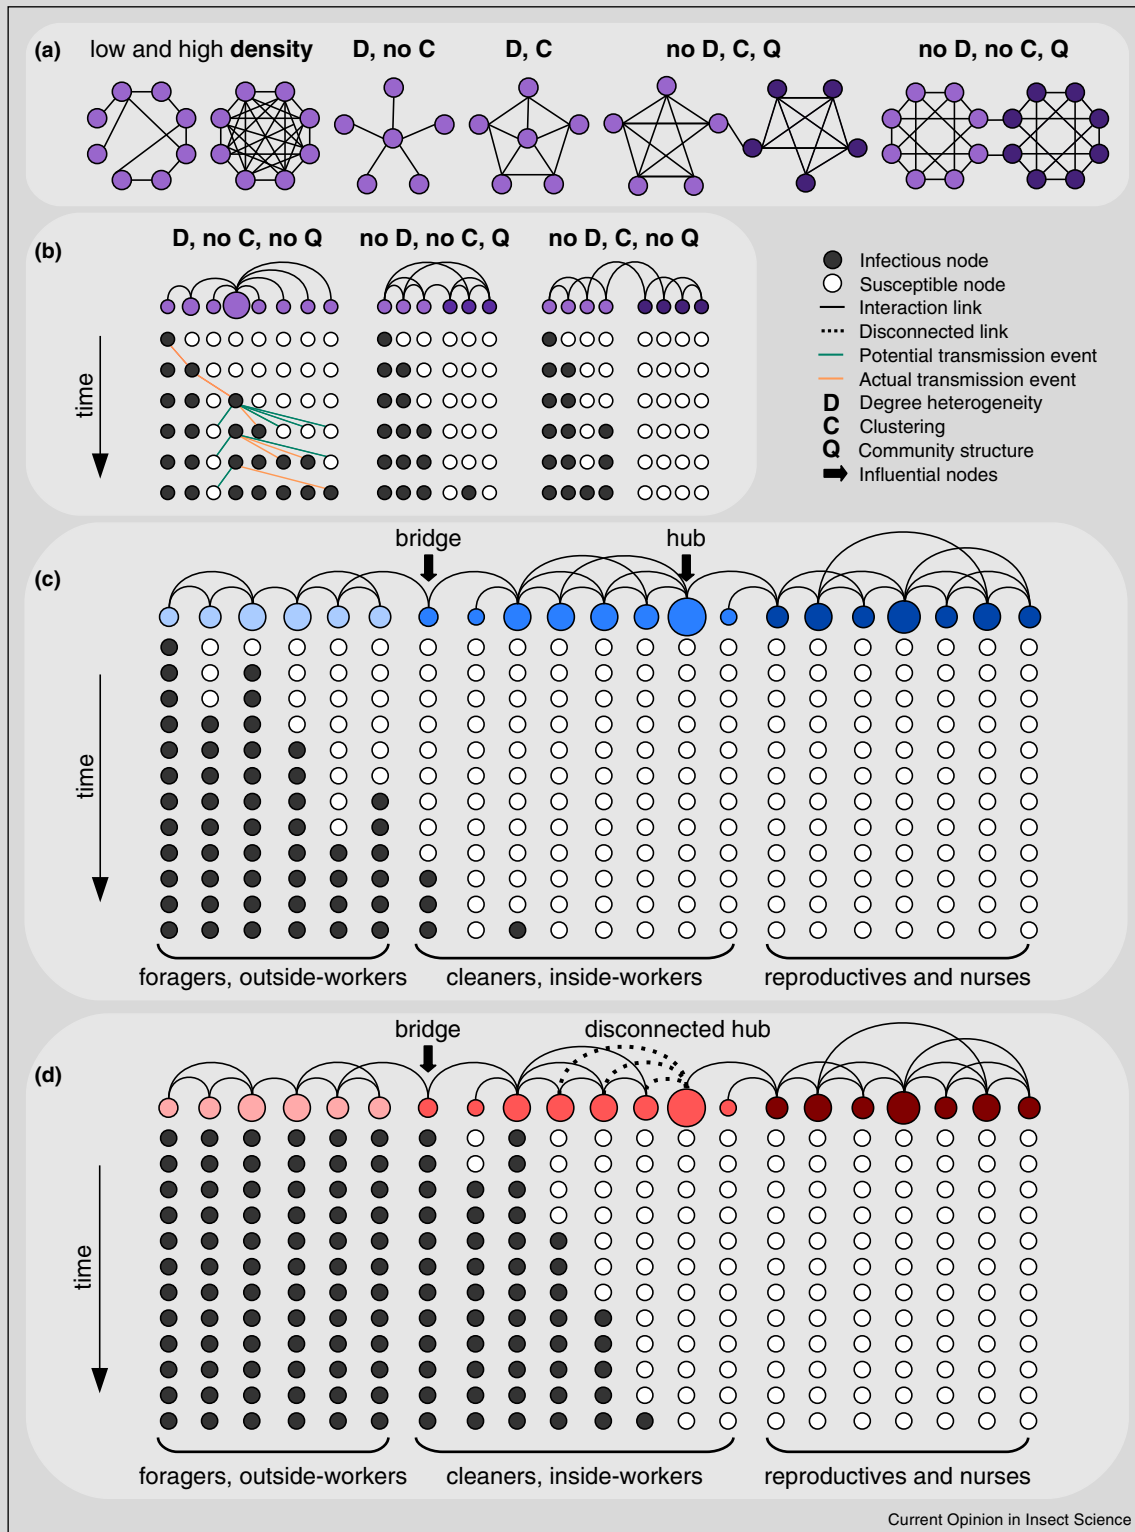 (a)
low and high density
D, no C
D, C
no D, C, Q
no D, no C, Q
(b)
D, no C, no Q
no D, no C, Q
no D, C, no Q
time
Infectious node
Susceptible node
Interaction link
Disconnected link
Potential transmission event
Actual transmission event
D Degree heterogeneity
C Clustering
Q Community structure
Influential nodes
(c)
bridge
hub
time
foragers, outside-workers
cleaners, inside-workers
reproductives and nurses
(d)
bridge
disconnected hub
time
foragers, outside-workers
cleaners, inside-workers
reproductives and nurses
Current Opinion in Insect Science